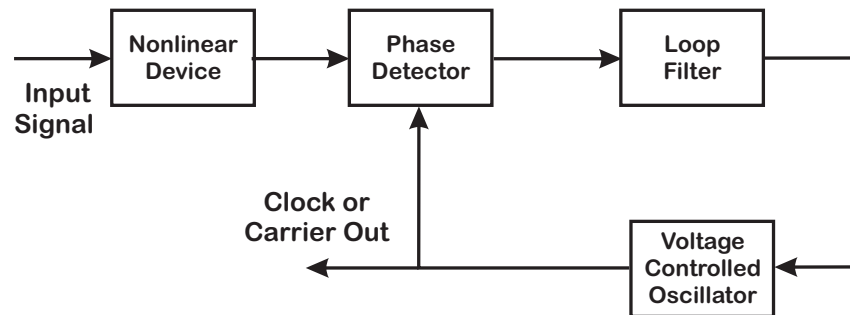 Nonlinear
Device
Phase
Detector
Loop
Filter
Input
Signal
Clock or
Carrier Out
Voltage
Controlled
Oscillator